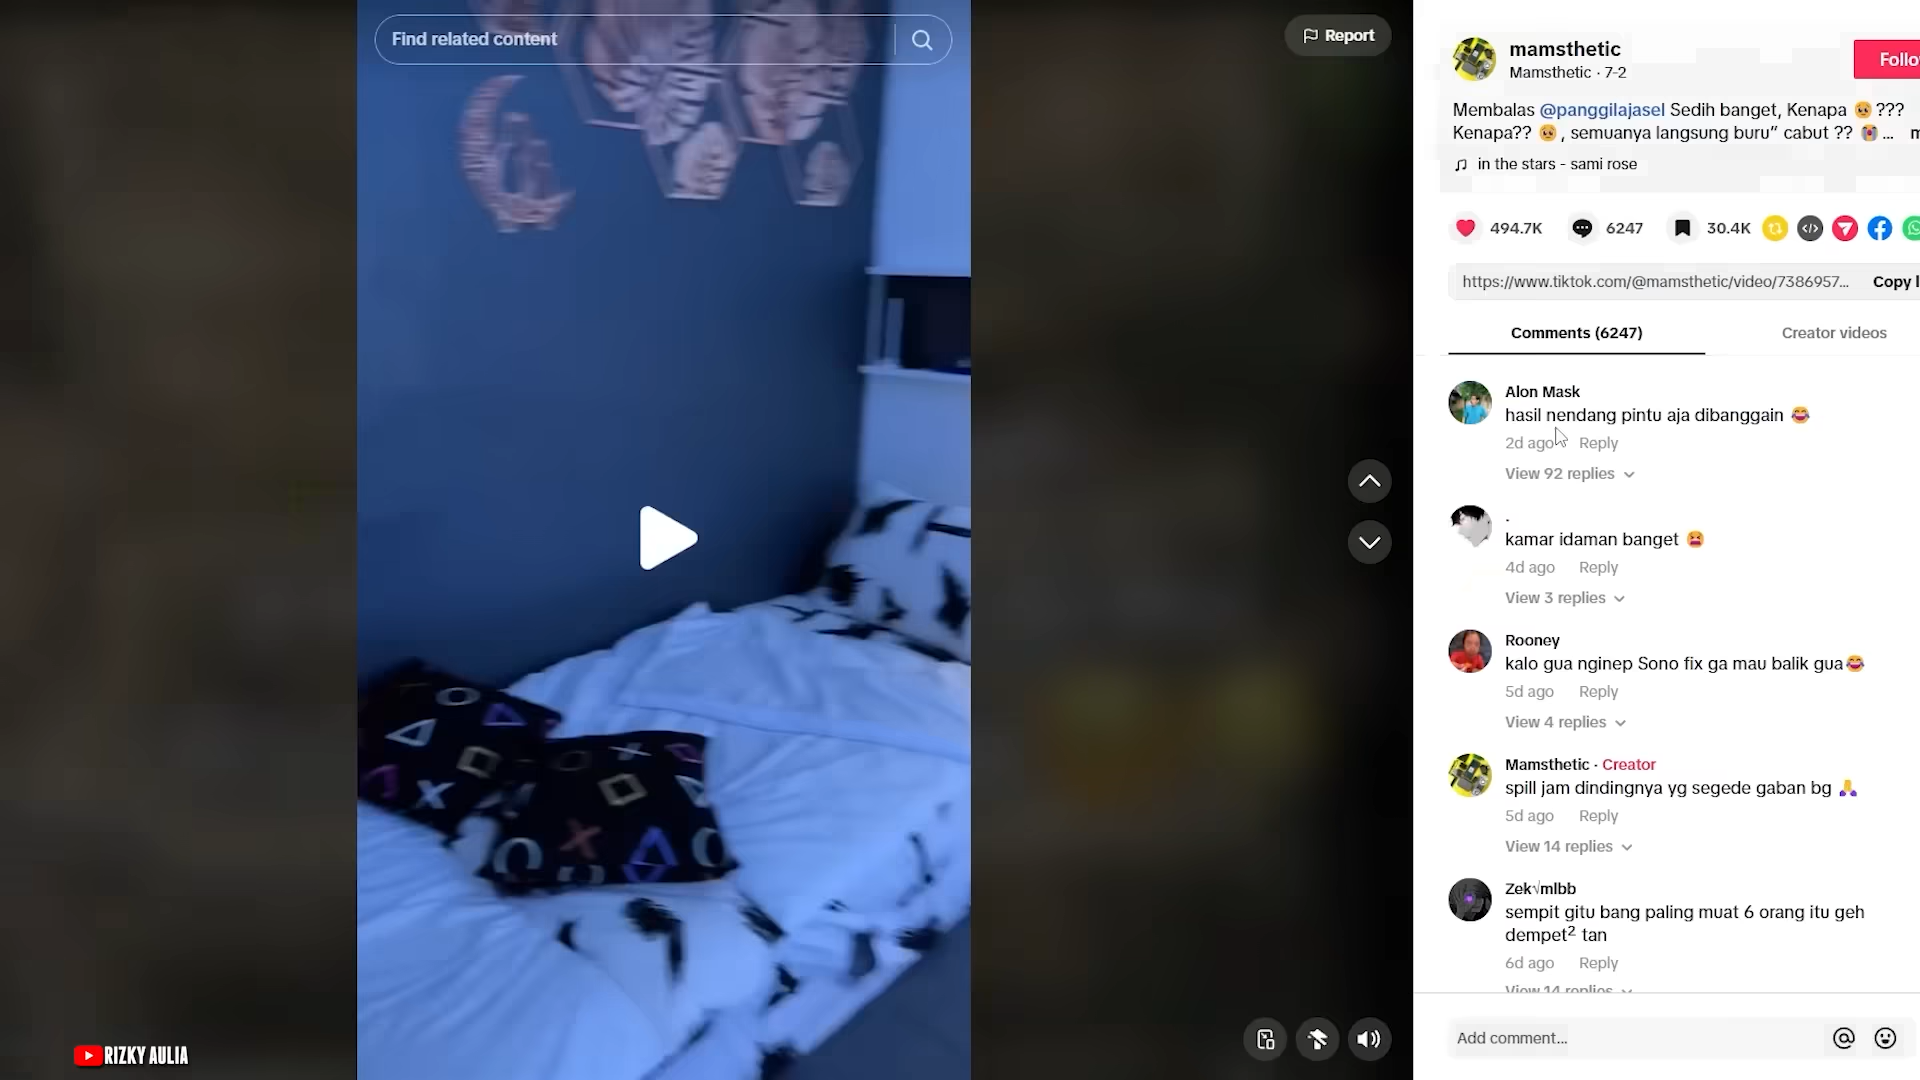 Find related content
Report
mamsthetic
Mamsthetic · 7-2
Follo
Membalas @panggilajasel Sedih banget, Kenapa 🥺???
Kenapa?? 🥺, semuanya langsung buru” cabut ?? 😭...
in the stars - sami rose
494.7K
6247
30.4K
https://www.tiktok.com/@mamsthetic/video/7386957...
Copy l
Comments (6247)
Creator videos
Alon Mask
hasil nendang pintu aja dibanggain 😂
2d ago Reply
View 92 replies
.
kamar idaman banget 😫
4d ago Reply
View 3 replies
Rooney
kalo gua nginep Sono fix ga mau balik gua😂
5d ago Reply
View 4 replies
Mamsthetic · Creator
spill jam dindingnya yg segede gaban bg 🙏
5d ago Reply
View 14 replies
Zek√mlbb
sempit gitu bang paling muat 6 orang itu geh
dempet² tan
6d ago Reply
View 14 replies
Add comment...
RIZKY AULIA